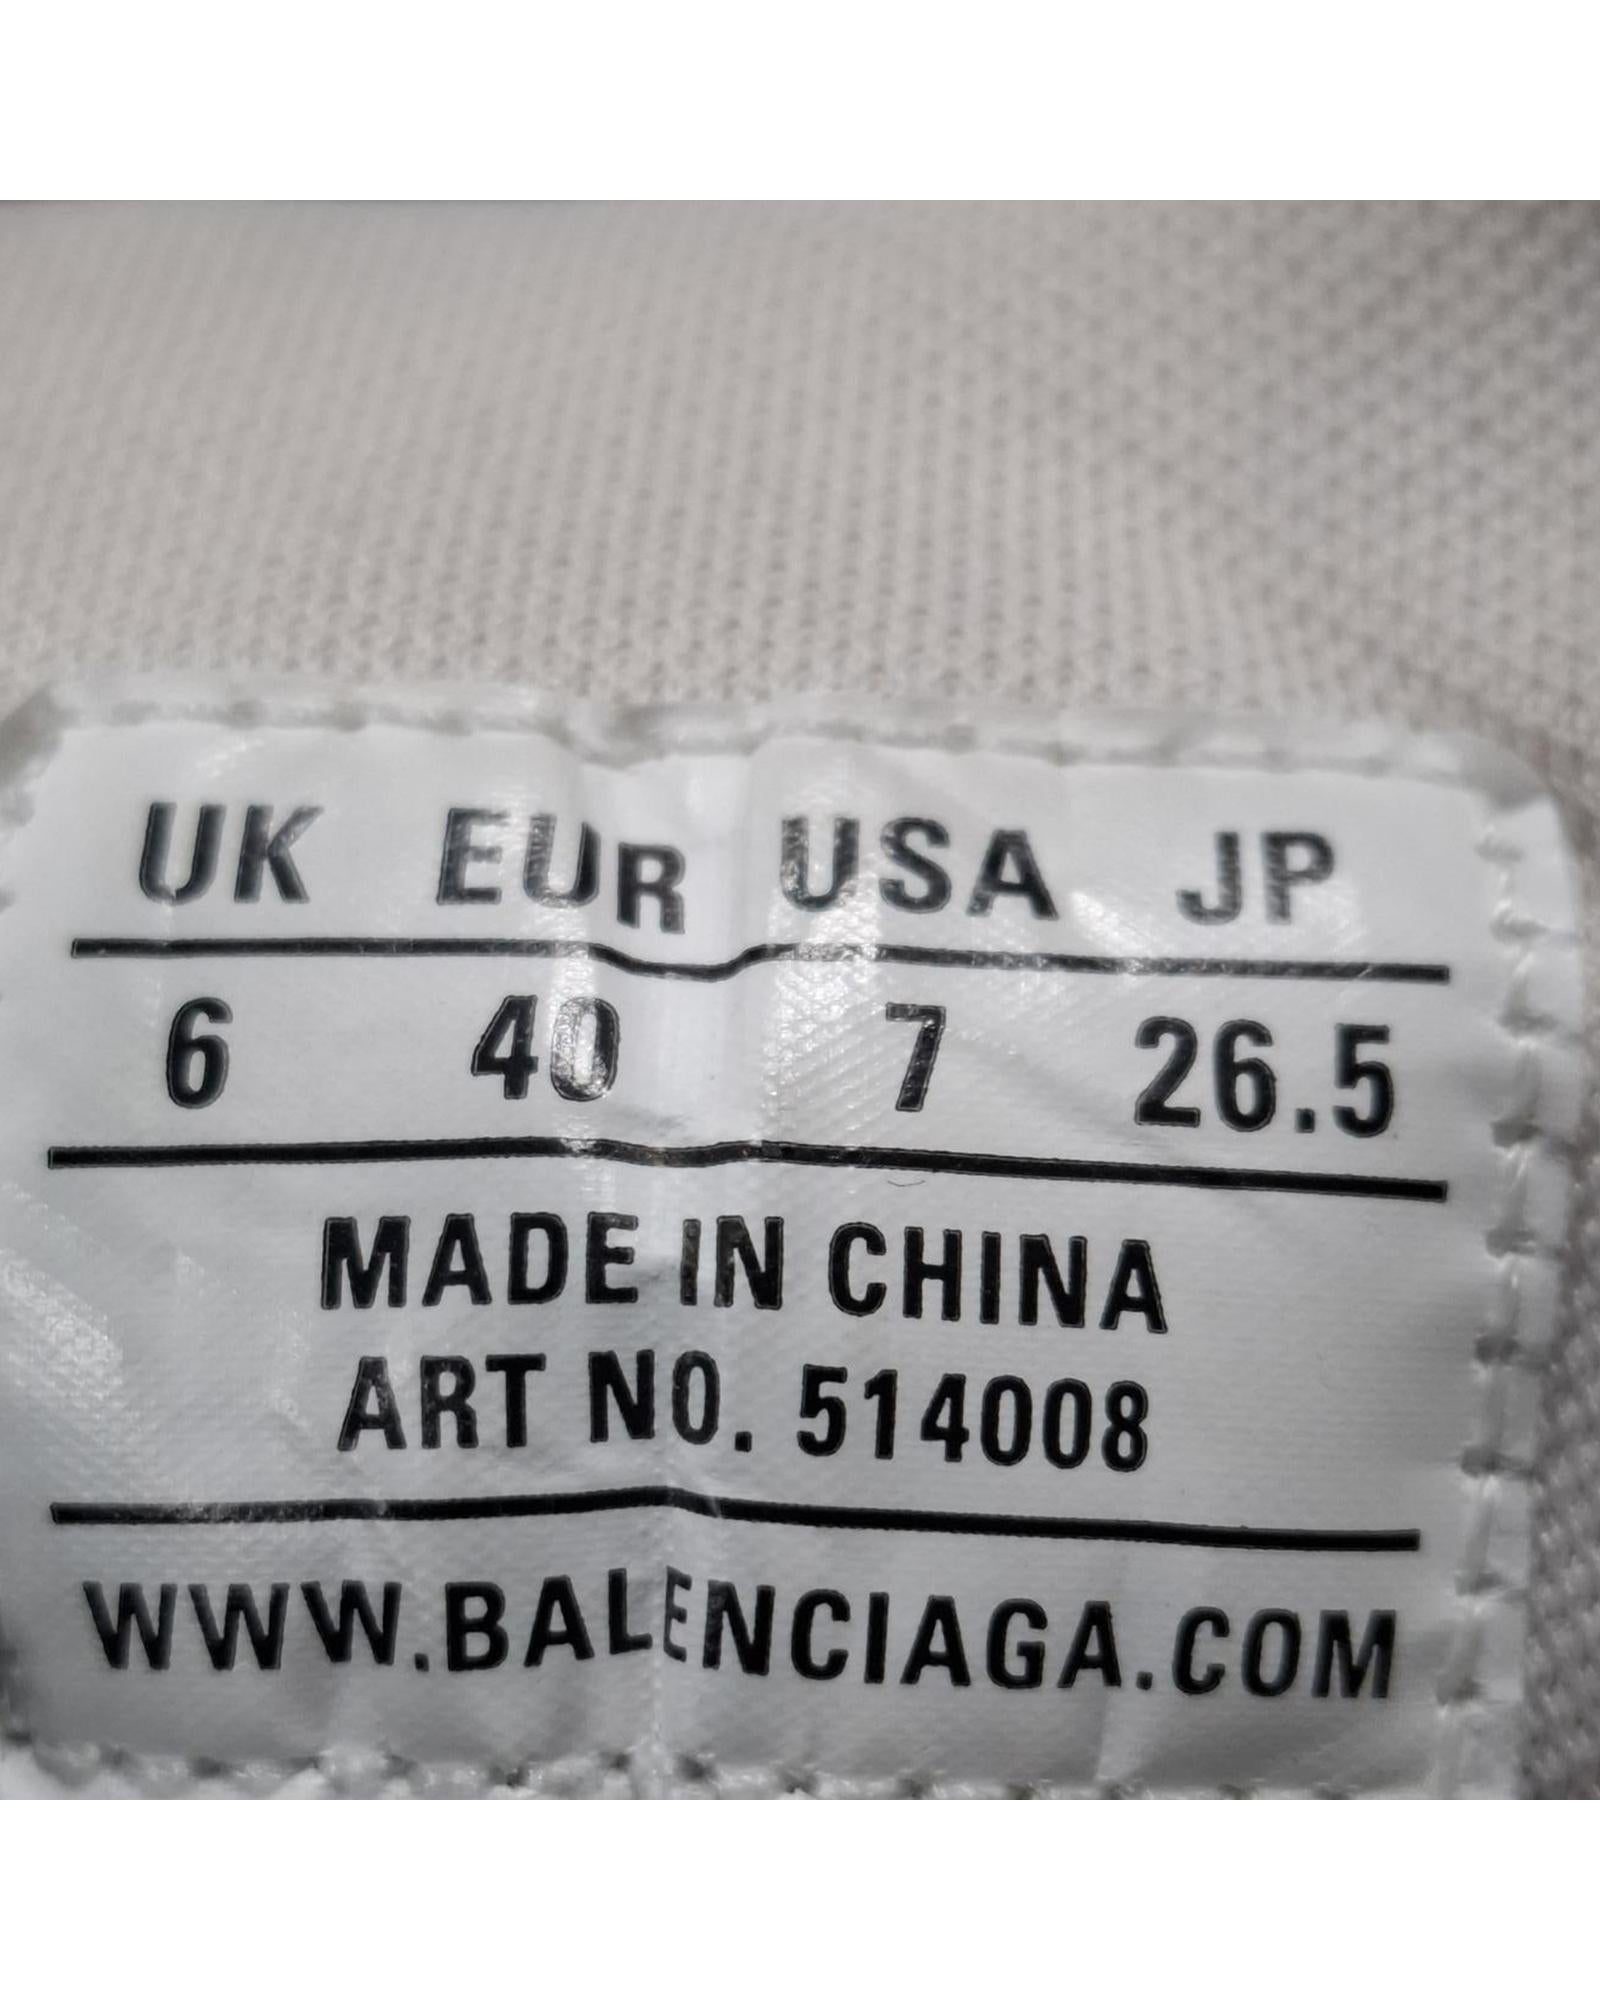 UK EUR USA JP
6 40 7 26.5
MADE IN CHINA
ART NO. 514008
WWW.BALENCIAGA.COM